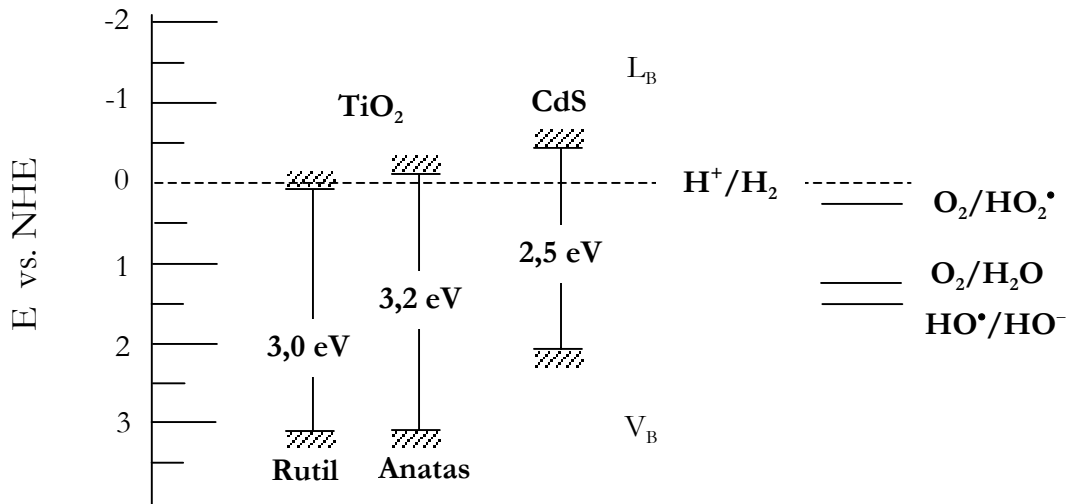 -2
-1
0
1
2
3
E vs. NHE
TiO₂
CdS
L_B
H⁺/H₂
O₂/HO₂•
O₂/H₂O
HO•/HO⁻
2,5 eV
3,2 eV
3,0 eV
V_B
Rutil
Anatas